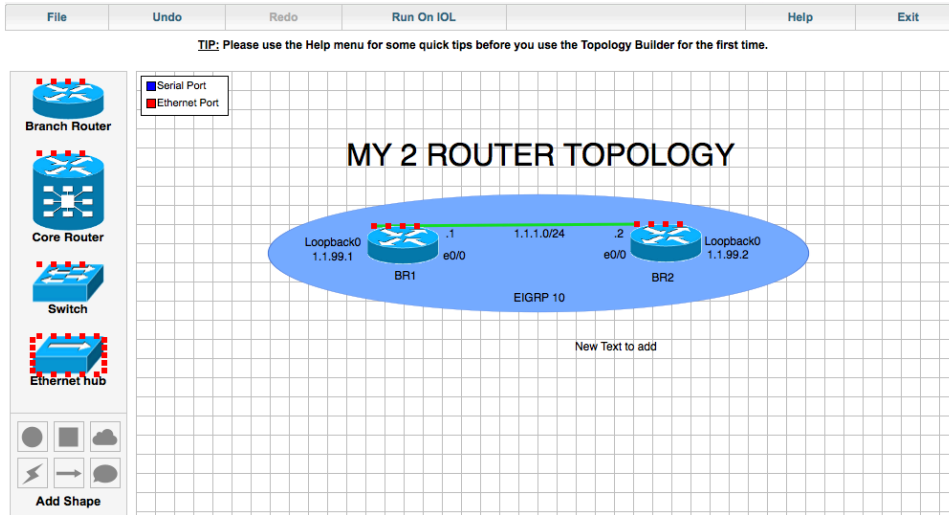 File
Undo
Redo
Run On IOL
Help
Exit
TIP: Please use the Help menu for some quick tips before you use the Topology Builder for the first time.
Serial Port
Ethernet Port
Branch Router
Core Router
Switch
Ethernet hub
Add Shape
MY 2 ROUTER TOPOLOGY
Loopback0
1.1.99.1
.1
e0/0
BR1
1.1.1.0/24
.2
e0/0
BR2
Loopback0
1.1.99.2
EIGRP 10
New Text to add